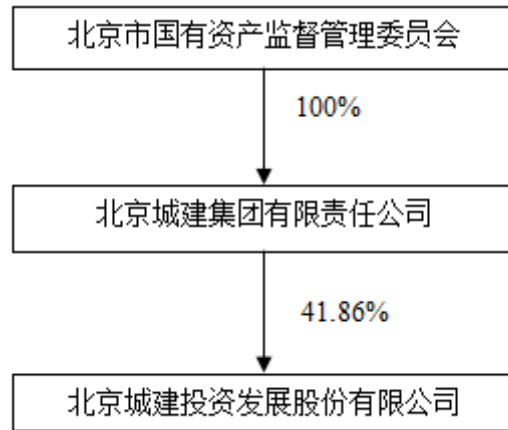 北京市国有资产监督管理委员会
100%
北京城建集团有限责任公司
41.86%
北京城建投资发展股份有限公司